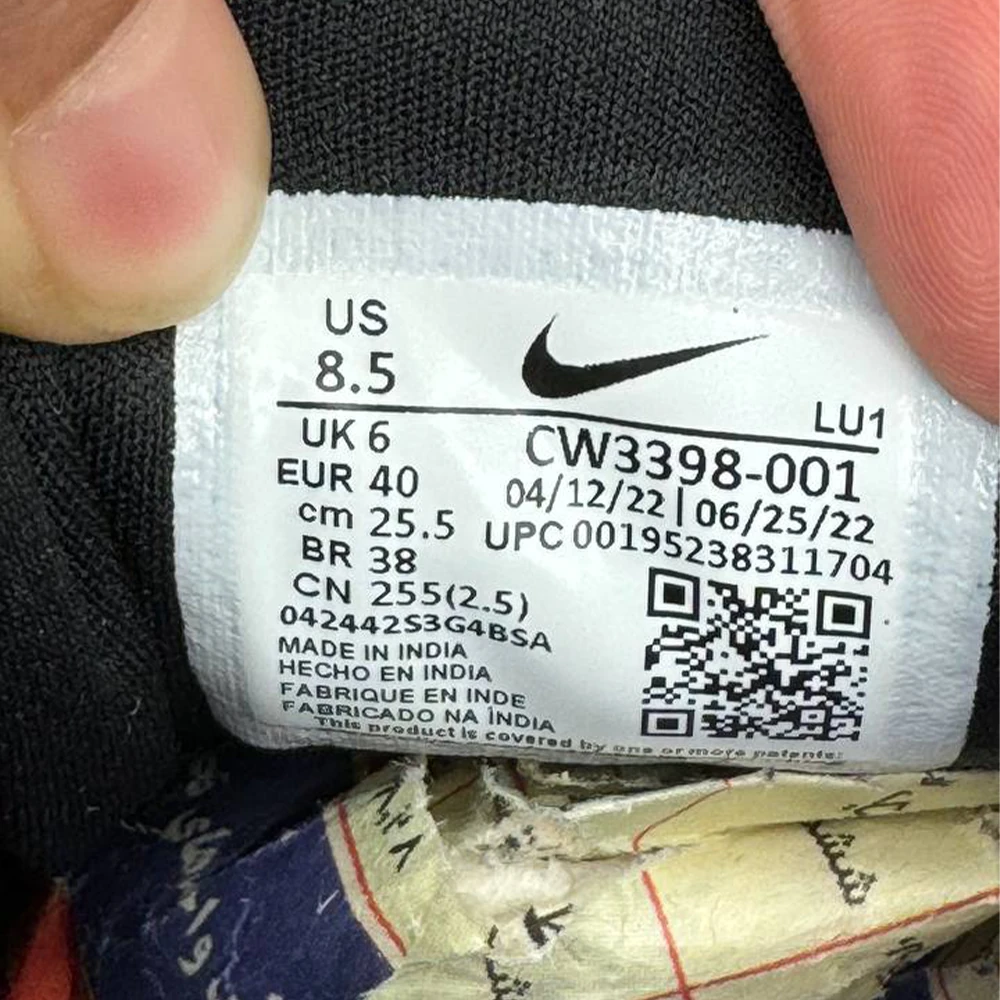 US
8.5
LU1
UK 6
CW3398-001
EUR 40
04/12/22 | 06/25/22
cm 25.5
UPC 00195238311704
BR 38
CN 255(2.5)
042442S3G4BSA
MADE IN INDIA
HECHO EN INDIA
FABRIQUE EN INDE
FABRICADO NA ÍNDIA
This product is covered by one or more patents: